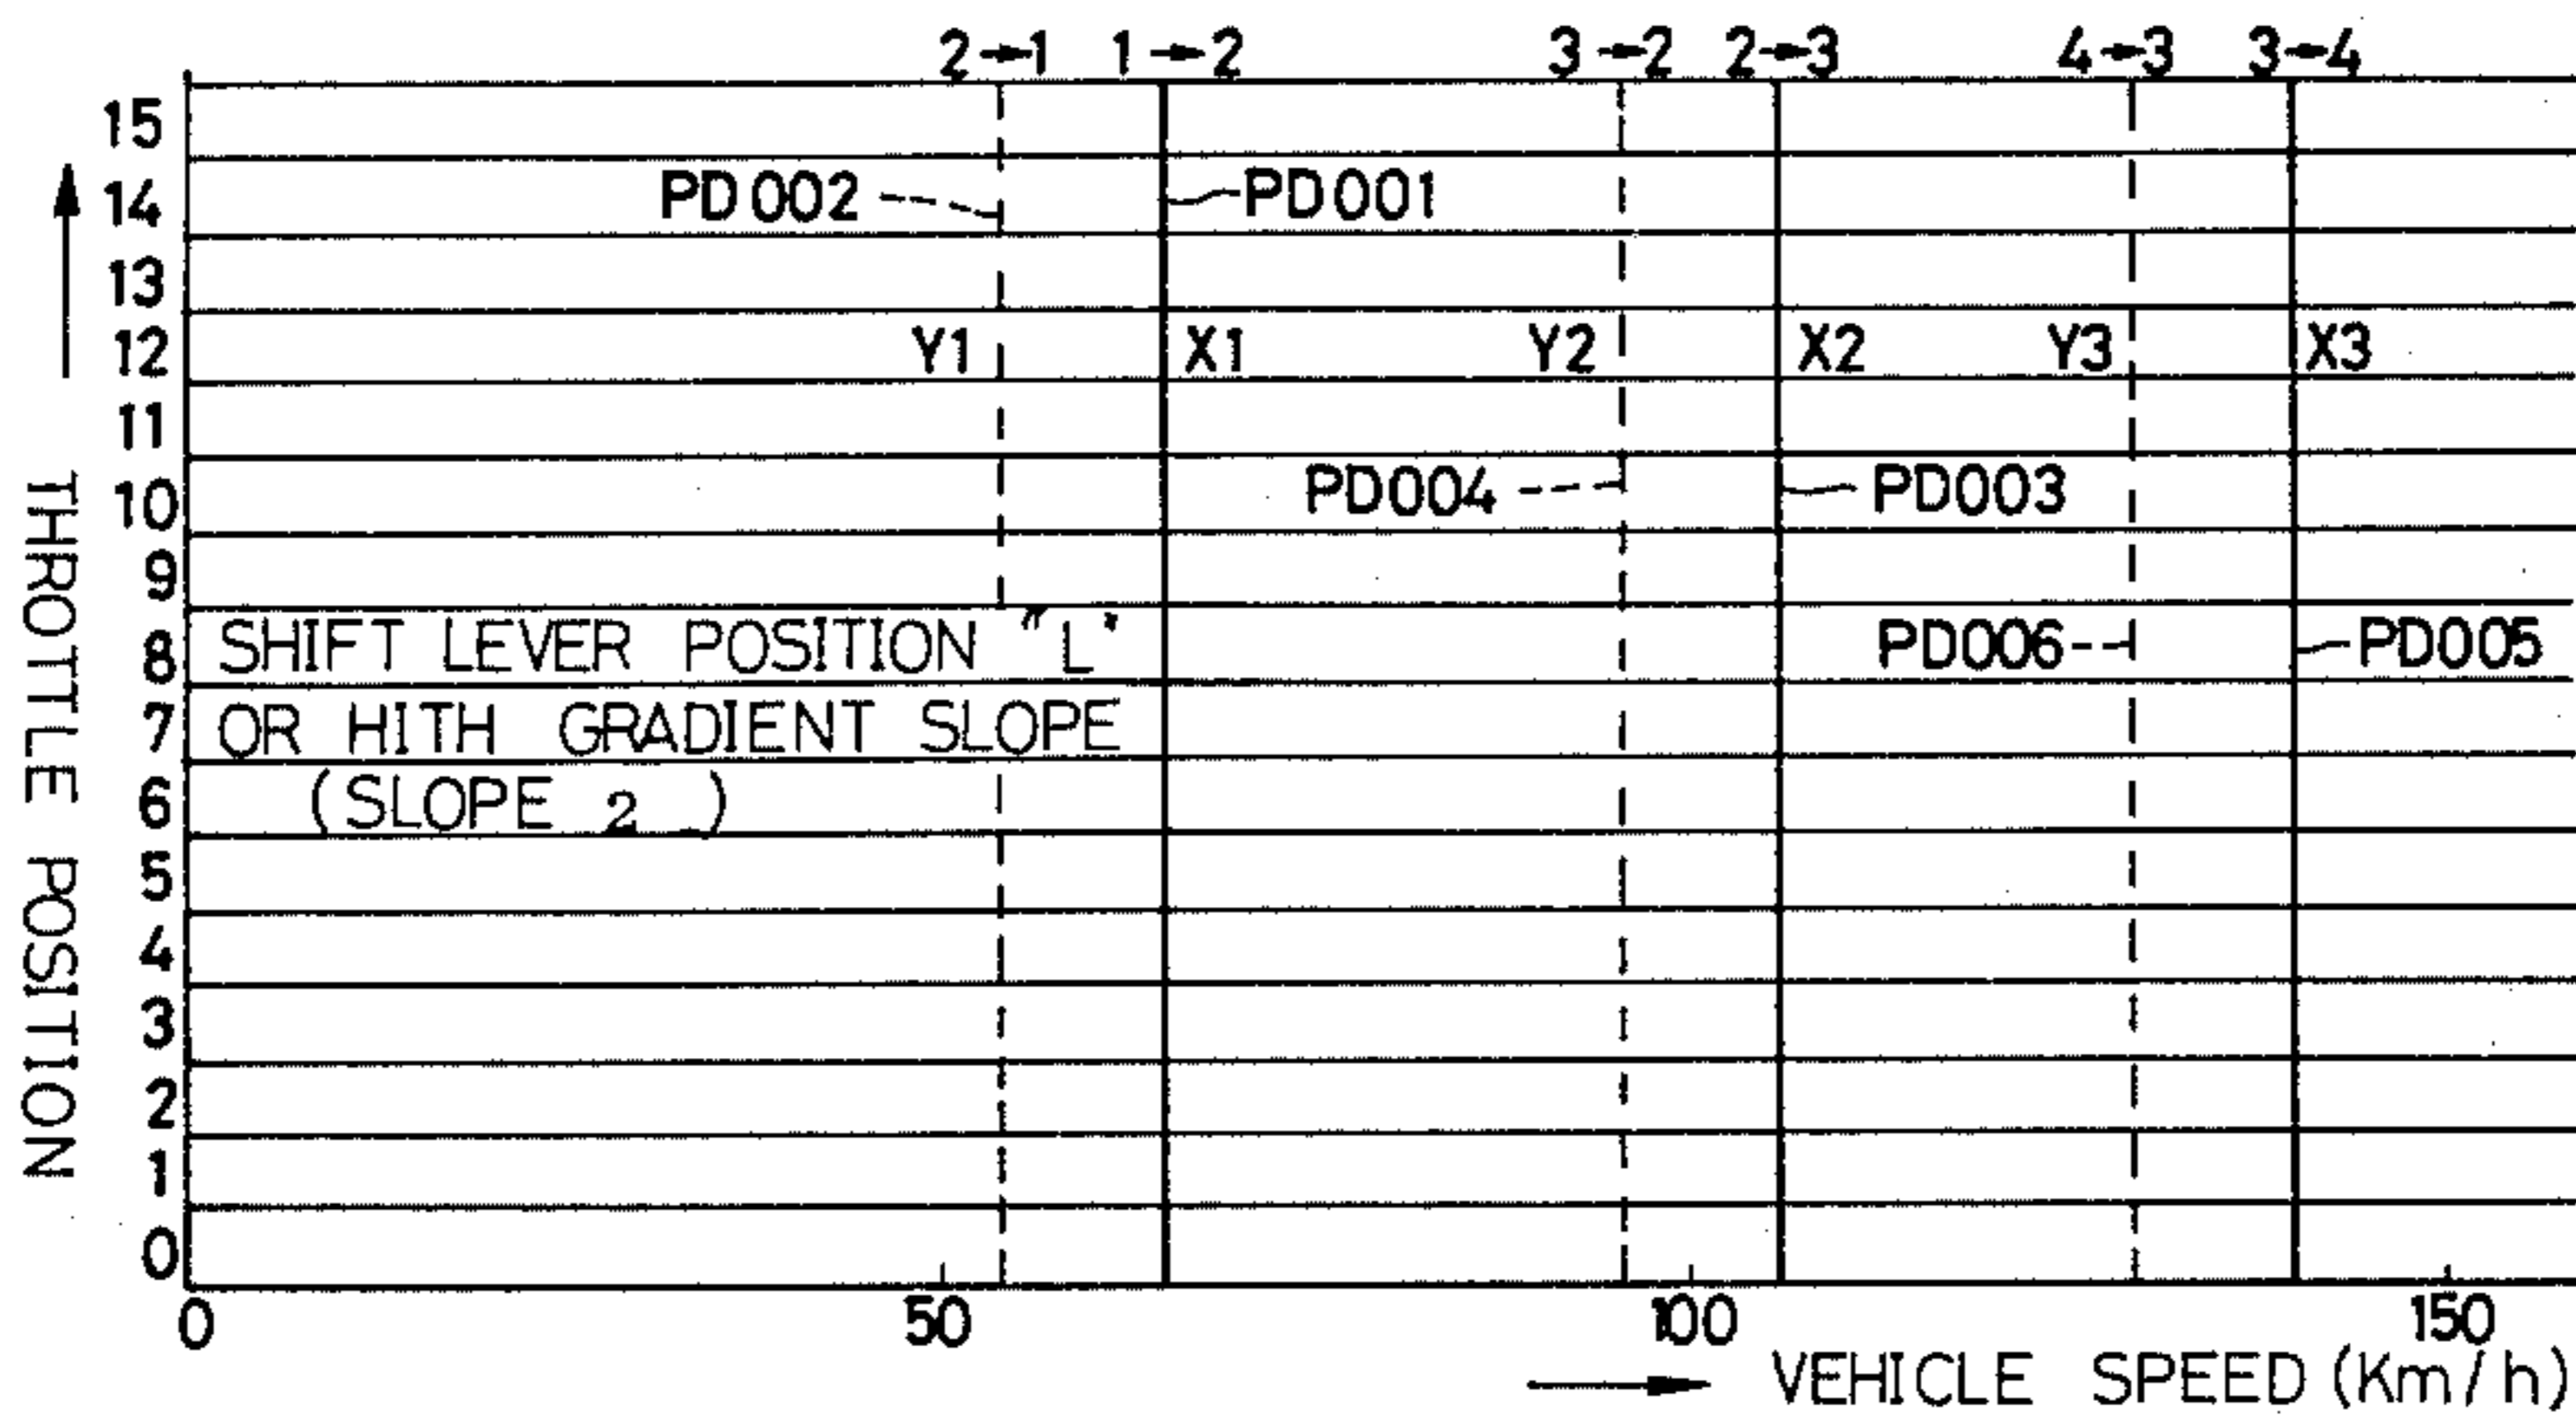 2→1 1→2 3→2 2→3 4→3 3→4
15
14 PD002 PD001
13
12 Y1 X1 Y2 X2 Y3 X3
11
10 PD004 PD003
9
8 SHIFT LEVER POSITION "L" PD006 PD005
7 OR HITH GRADIENT SLOPE
6 (SLOPE 2 )
5
4
3
2
1
0
THROTTLE POSITION
0 50 100 150
VEHICLE SPEED (Km/h)